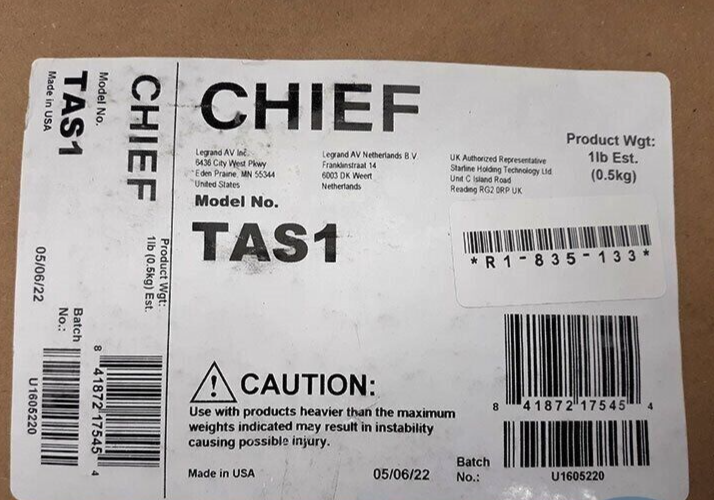 CHIEF
Legrand AV Inc.
6436 City West Pkwy
Eden Prairie, MN 55344
United States
Legrand AV Netherlands B V
Franklinstraat 14
6003 DK Weert
Netherlands
UK Authorized Representative
Starline Holding Technology Ltd
Unit C Island Road
Reading RG2 0RP UK
Product Wgt:
1lb Est.
(0.5kg)
Model No.
TAS1
*R1-835-133*
8 41872 17545 4
CAUTION:
Use with products heavier than the maximum
weights indicated may result in instability
causing possible injury.
Made in USA
05/06/22
Batch
No.:
U1605220
CHIEF
Model No.
TAS1
Made in USA
Product Wgt:
1lb (0.5kg) Est.
05/06/22
Batch
No.:
8 41872 17545 4
U1605220